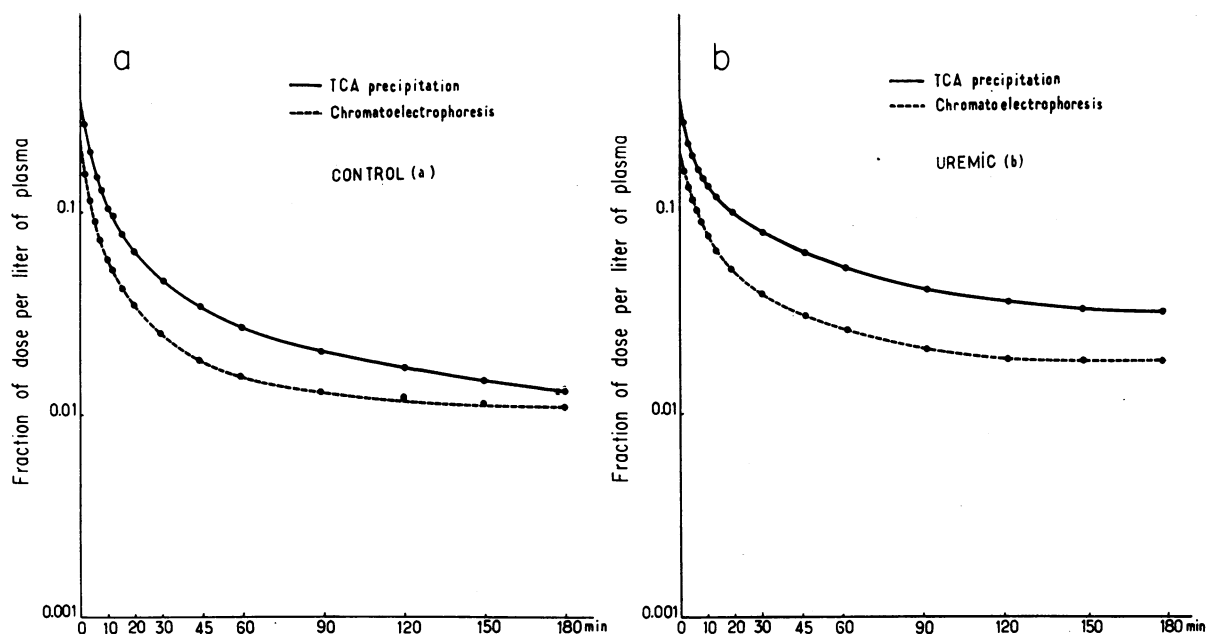 a
TCA precipitation
Chromatoelectrophoresis
CONTROL (a)
Fraction of dose per liter of plasma
0.1
0.01
0.001
0 10 20 30 45 60 90 120 150 180 min
b
TCA precipitation
Chromatoelectrophoresis
UREMIC (b)
Fraction of dose per liter of plasma
0.1
0.01
0.001
0 10 20 30 45 60 90 120 150 180 min